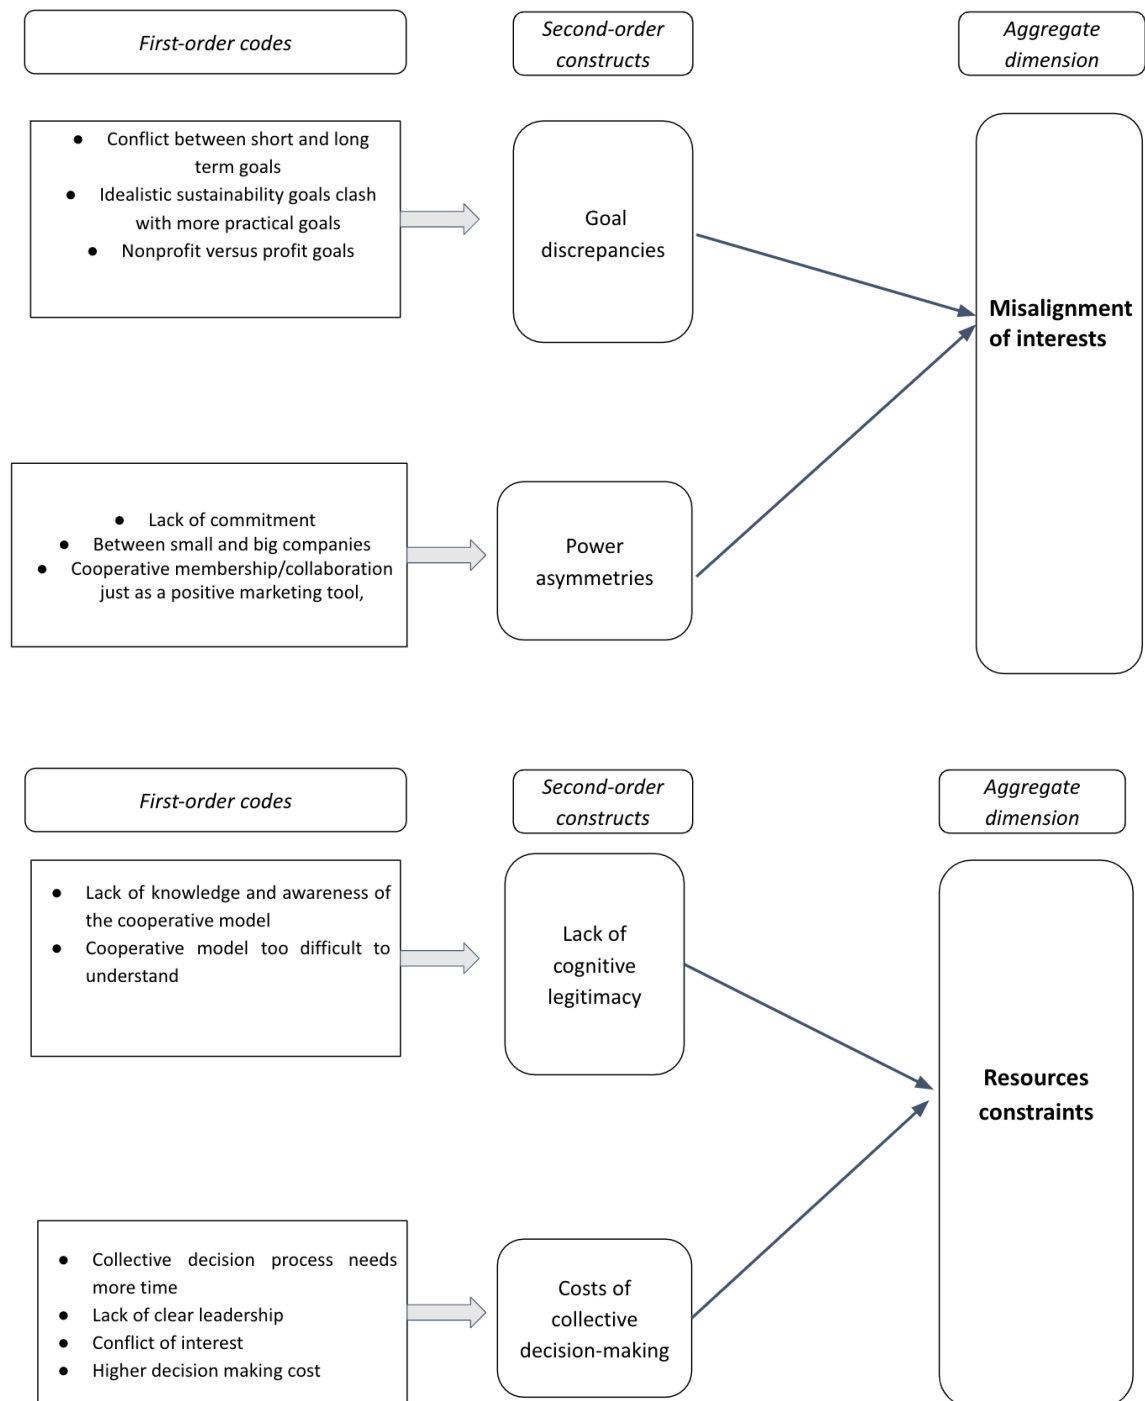 First-order codes
Second-order
constructs
Aggregate
dimension
● Conflict between short and long
term goals
● Idealistic sustainability goals clash
with more practical goals
● Nonprofit versus profit goals
Goal
discrepancies
Misalignment
of interests
● Lack of commitment
● Between small and big companies
● Cooperative membership/collaboration
just as a positive marketing tool,
Power
asymmetries
First-order codes
Second-order
constructs
Aggregate
dimension
● Lack of knowledge and awareness of
the cooperative model
● Cooperative model too difficult to
understand
Lack of
cognitive
legitimacy
Resources
constraints
● Collective decision process needs
more time
● Lack of clear leadership
● Conflict of interest
● Higher decision making cost
Costs of
collective
decision-making